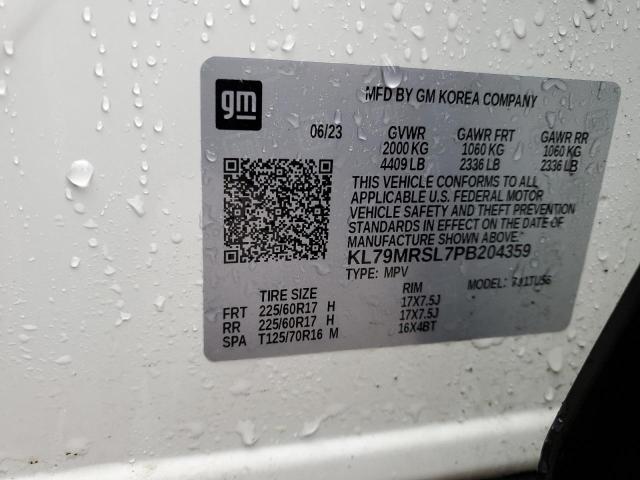 gm
MFD BY GM KOREA COMPANY
06/23 GVWR GAWR FRT GAWR RR
2000 KG 1060 KG 1060 KG
4409 LB 2336 LB 2336 LB
THIS VEHICLE CONFORMS TO ALL
APPLICABLE U.S. FEDERAL MOTOR
VEHICLE SAFETY AND THEFT PREVENTION
STANDARDS IN EFFECT ON THE DATE OF
MANUFACTURE SHOWN ABOVE.
KL79MRSL7PB204359
TYPE: MPV MODEL:
TIRE SIZE RIM
FRT 225/60R17 H 17X7.5J
RR 225/60R17 H 17X7.5J
SPA T125/70R16 M 16X4BT